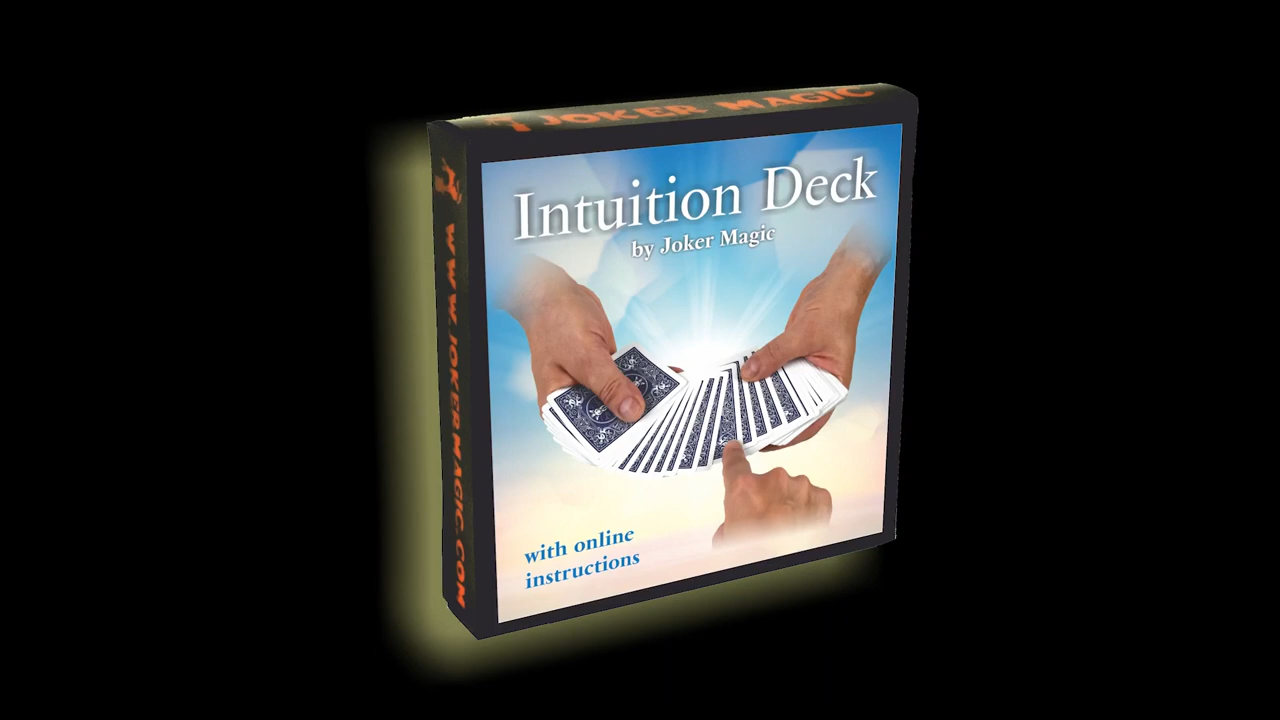 JOKER MAGIC
WWW.JOKERMAGIC.COM
Intuition Deck
by Joker Magic
with online
instructions